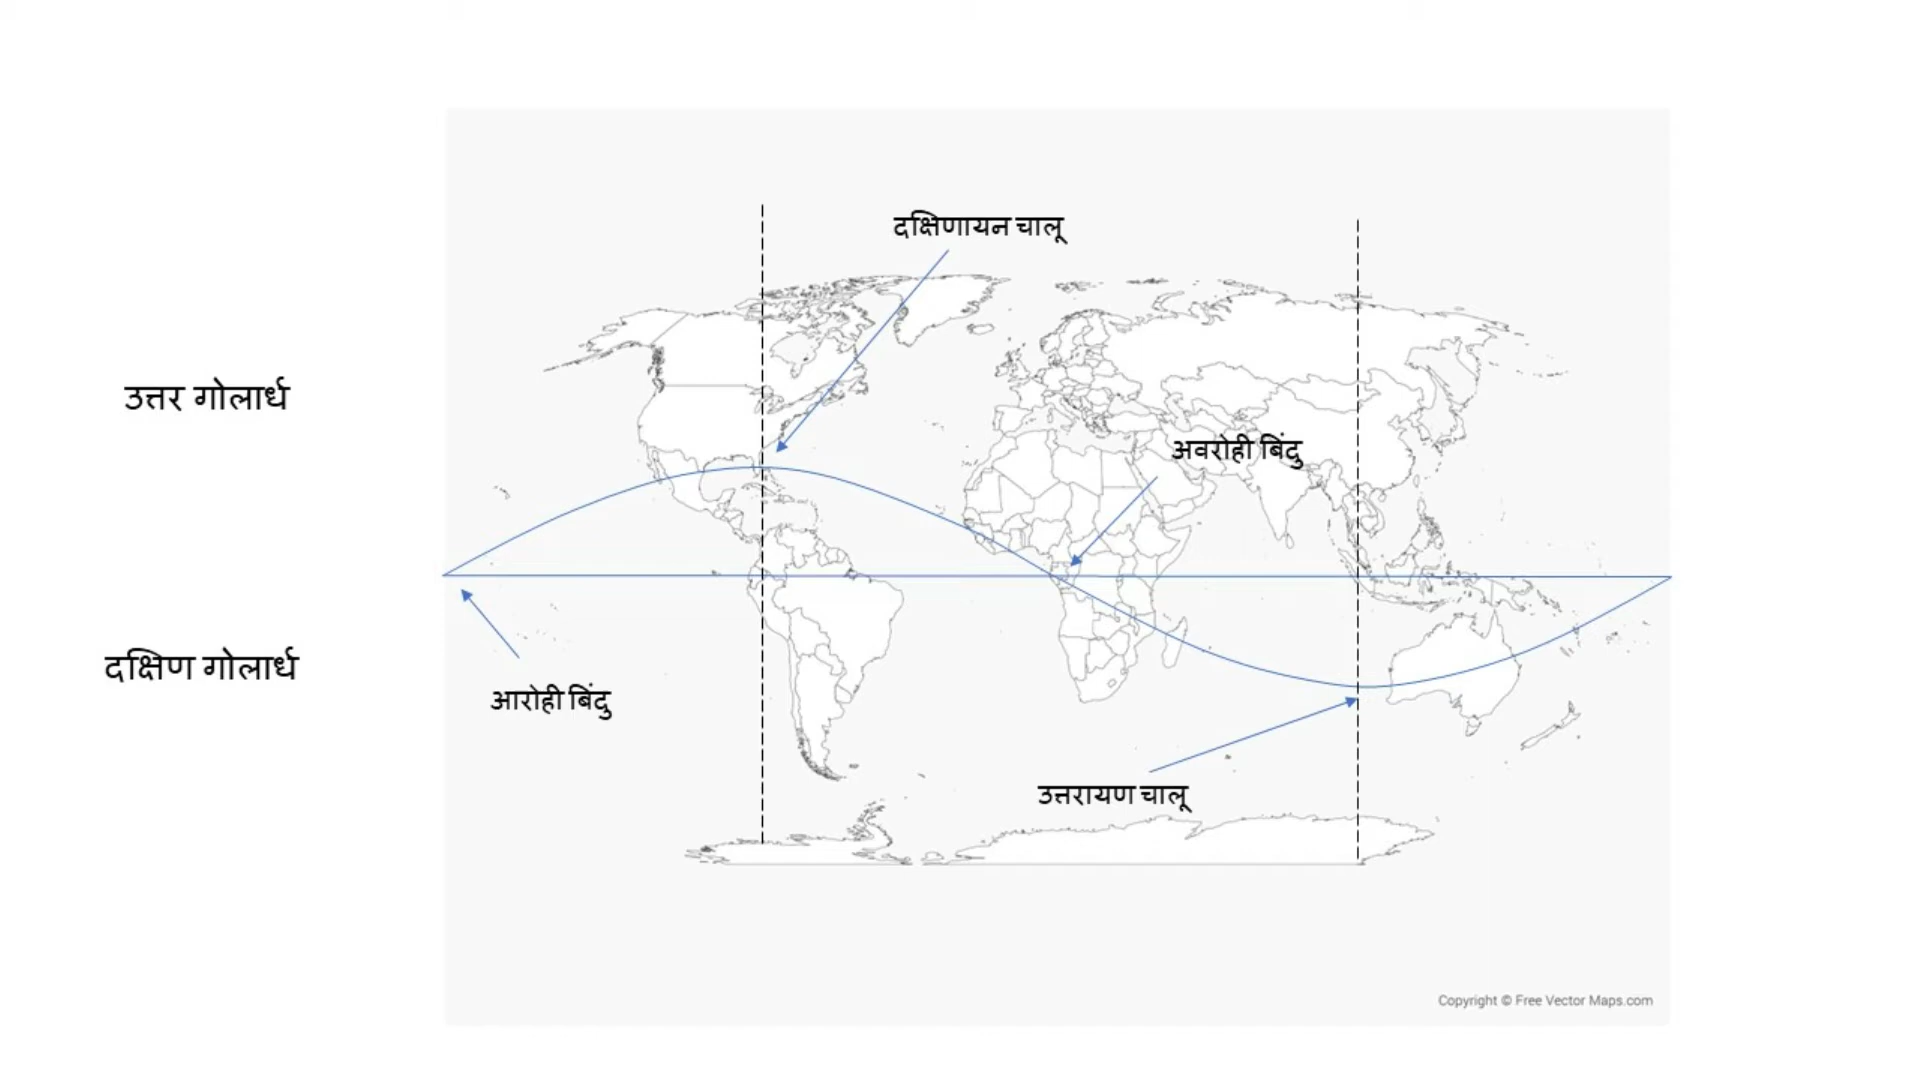 दक्षिणायन चालू
उत्तर गोलार्ध
अवरोही बिंदु
दक्षिण गोलार्ध
आरोही बिंदु
उत्तरायण चालू
Copyright © Free Vector Maps.com